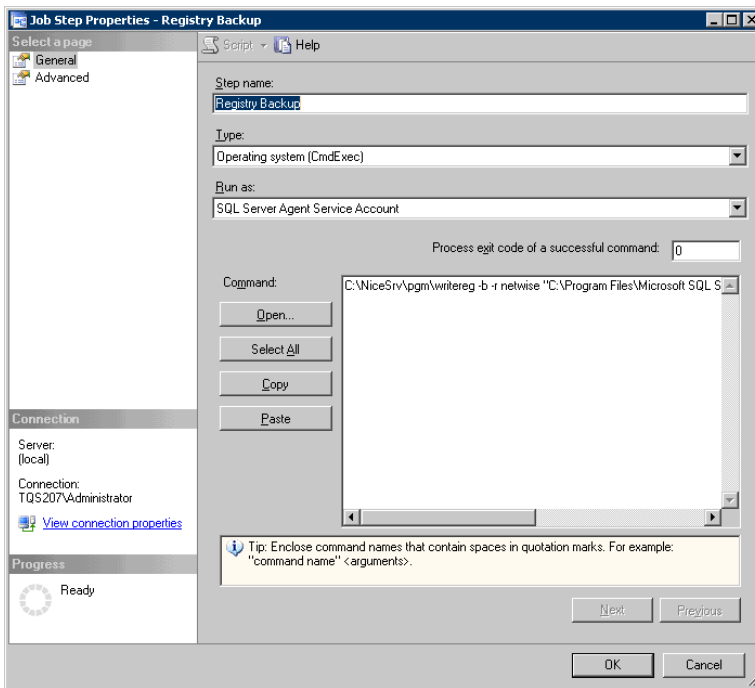 Job Step Properties - Registry Backup
Select a page
General
Advanced
Script
Help
Step name:
Registry Backup
Type:
Operating system (CmdExec)
Run as:
SQL Server Agent Service Account
Process exit code of a successful command:
0
Command:
C:\NiceSrv\pgm\writereg -b -r netwise "C:\Program Files\Microsoft SQL S
Open...
Select All
Copy
Paste
Connection
Server:
(local)
Connection:
TQS207\Administrator
View connection properties
Progress
Ready
Tip: Enclose command names that contain spaces in quotation marks. For example:
"command name" <arguments>.
Next
Previous
OK
Cancel